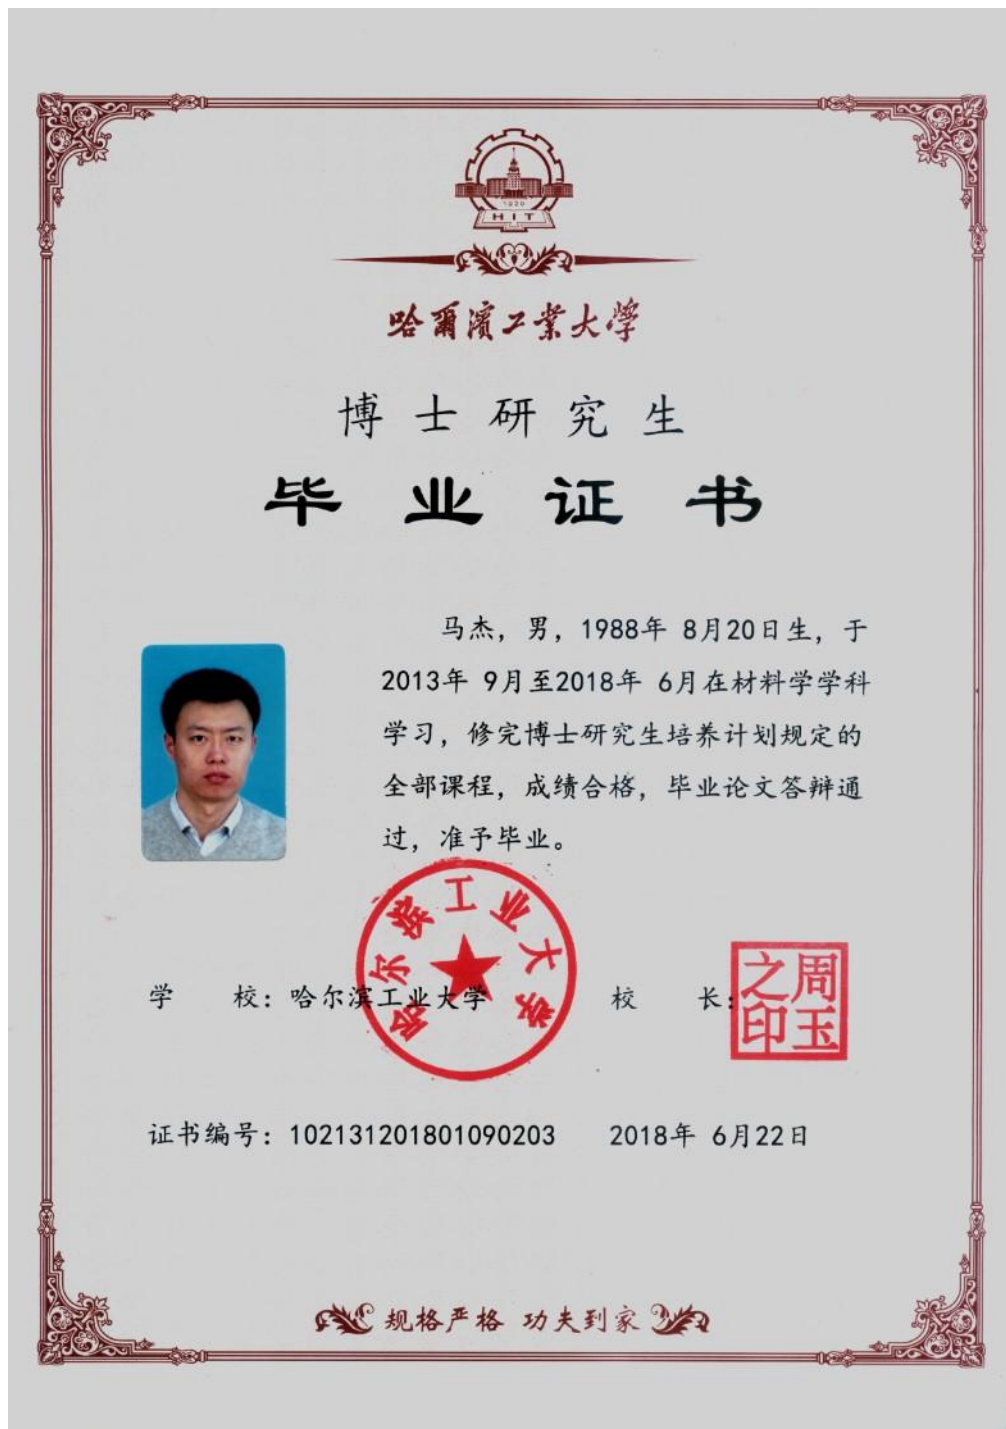 1920
HIT
哈爾濱工業大學
博士研究生
毕业证书
马杰，男，1988年 8月20日生，于
2013年 9月至2018年 6月在材料学学科
学习，修完博士研究生培养计划规定的
全部课程，成绩合格，毕业论文答辩通
过，准予毕业。
哈尔滨工业大学
学 校：哈尔滨工业大学 校 长：
周玉之印
证书编号：102131201801090203 2018年 6月22日
规格严格 功夫到家